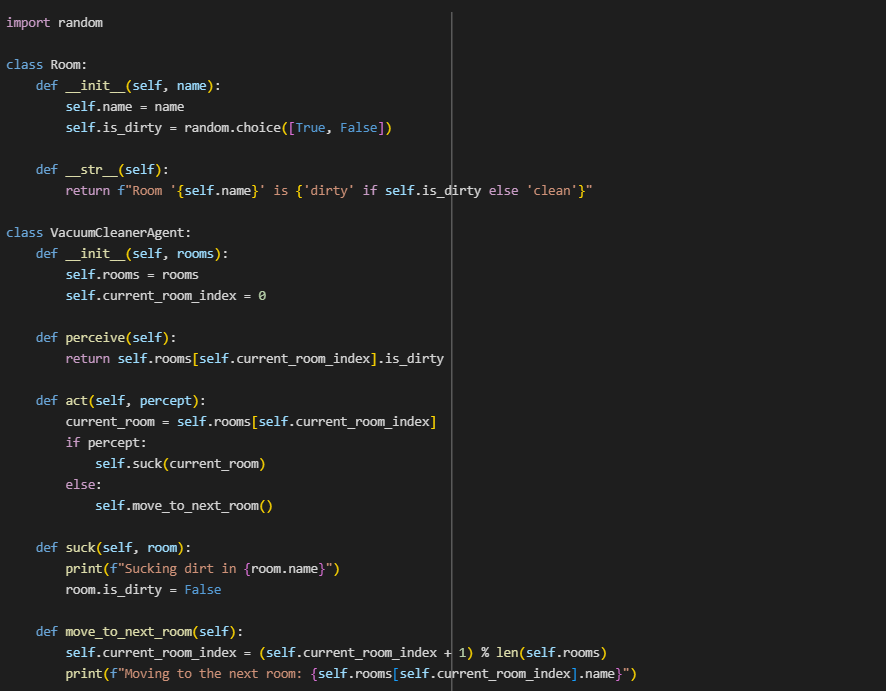 import random

class Room:
    def __init__(self, name):
        self.name = name
        self.is_dirty = random.choice([True, False])

    def __str__(self):
        return f"Room '{self.name}' is {'dirty' if self.is_dirty else 'clean'}"

class VacuumCleanerAgent:
    def __init__(self, rooms):
        self.rooms = rooms
        self.current_room_index = 0

    def perceive(self):
        return self.rooms[self.current_room_index].is_dirty

    def act(self, percept):
        current_room = self.rooms[self.current_room_index]
        if percept:
            self.suck(current_room)
        else:
            self.move_to_next_room()

    def suck(self, room):
        print(f"Sucking dirt in {room.name}")
        room.is_dirty = False

    def move_to_next_room(self):
        self.current_room_index = (self.current_room_index + 1) % len(self.rooms)
        print(f"Moving to the next room: {self.rooms[self.current_room_index].name}")